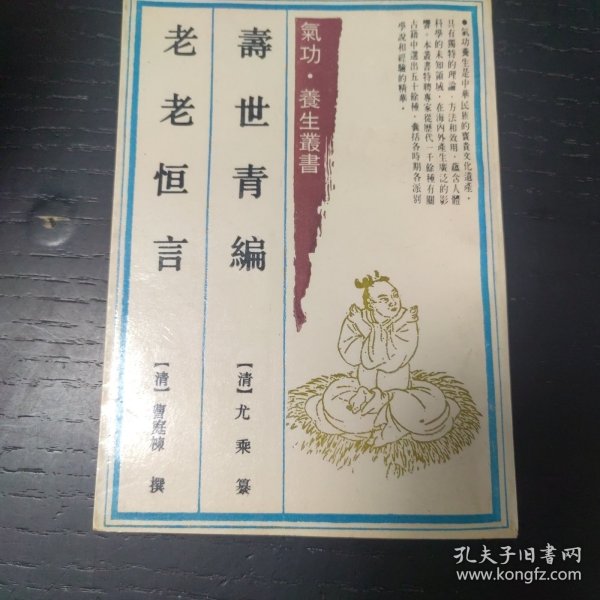 ●氣功養生是中華民族的寶貴文化遺產，
具有獨特的理論、方法和效用，蘊含人體
科學的未知領域，在海内外產生廣泛的影
響。本叢書特聘專家從歷代一千餘種有關
古籍中選出五十餘種，囊括各時期各派别
學說和經驗的精華。
氣功·養生叢書
壽世青編
【清】尤乘 纂
老老恒言
【清】曹庭棟 撰
孔夫子旧书网
www.kongfz.com